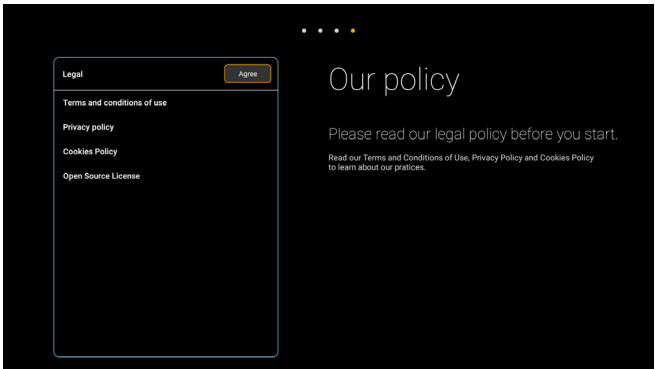 Legal
Agree
Terms and conditions of use
Privacy policy
Cookies Policy
Open Source License
Our policy
Please read our legal policy before you start.
Read our Terms and Conditions of Use, Privacy Policy and Cookies Policy
to learn about our pratices.